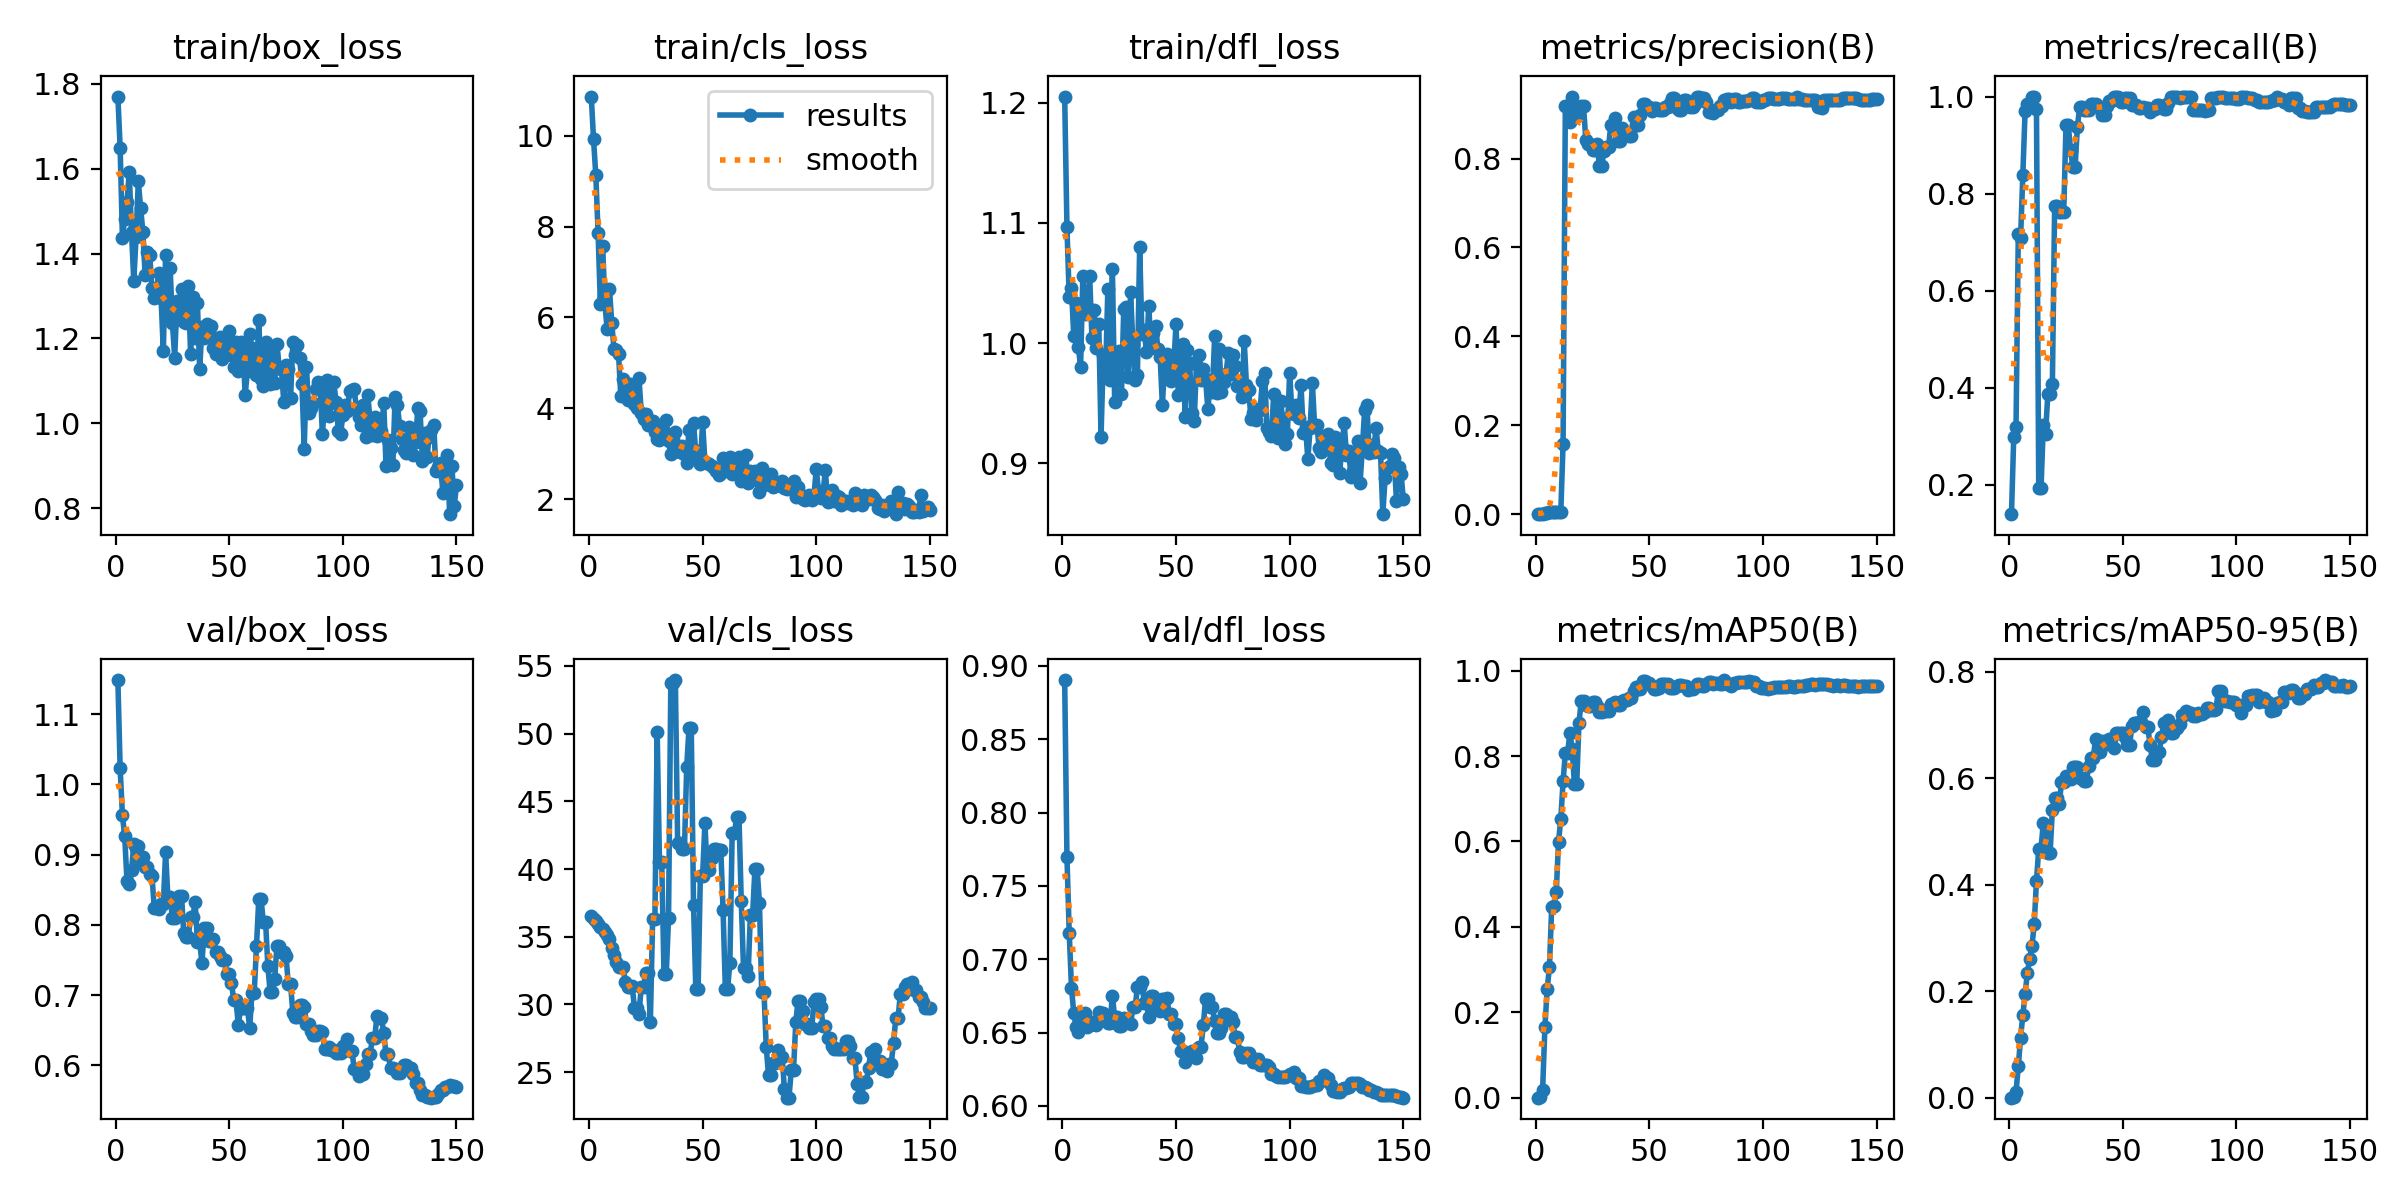 train/box_loss
1.8
1.6
1.4
1.2
1.0
0.8
0 50 100 150
train/cls_loss
results
smooth
10
8
6
4
2
0 50 100 150
train/dfl_loss
1.2
1.1
1.0
0.9
0 50 100 150
metrics/precision(B)
0.8
0.6
0.4
0.2
0.0
0 50 100 150
metrics/recall(B)
1.0
0.8
0.6
0.4
0.2
0 50 100 150
val/box_loss
1.1
1.0
0.9
0.8
0.7
0.6
0 50 100 150
val/cls_loss
55
50
45
40
35
30
25
0 50 100 150
val/dfl_loss
0.90
0.85
0.80
0.75
0.70
0.65
0.60
0 50 100 150
metrics/mAP50(B)
1.0
0.8
0.6
0.4
0.2
0.0
0 50 100 150
metrics/mAP50-95(B)
0.8
0.6
0.4
0.2
0.0
0 50 100 150